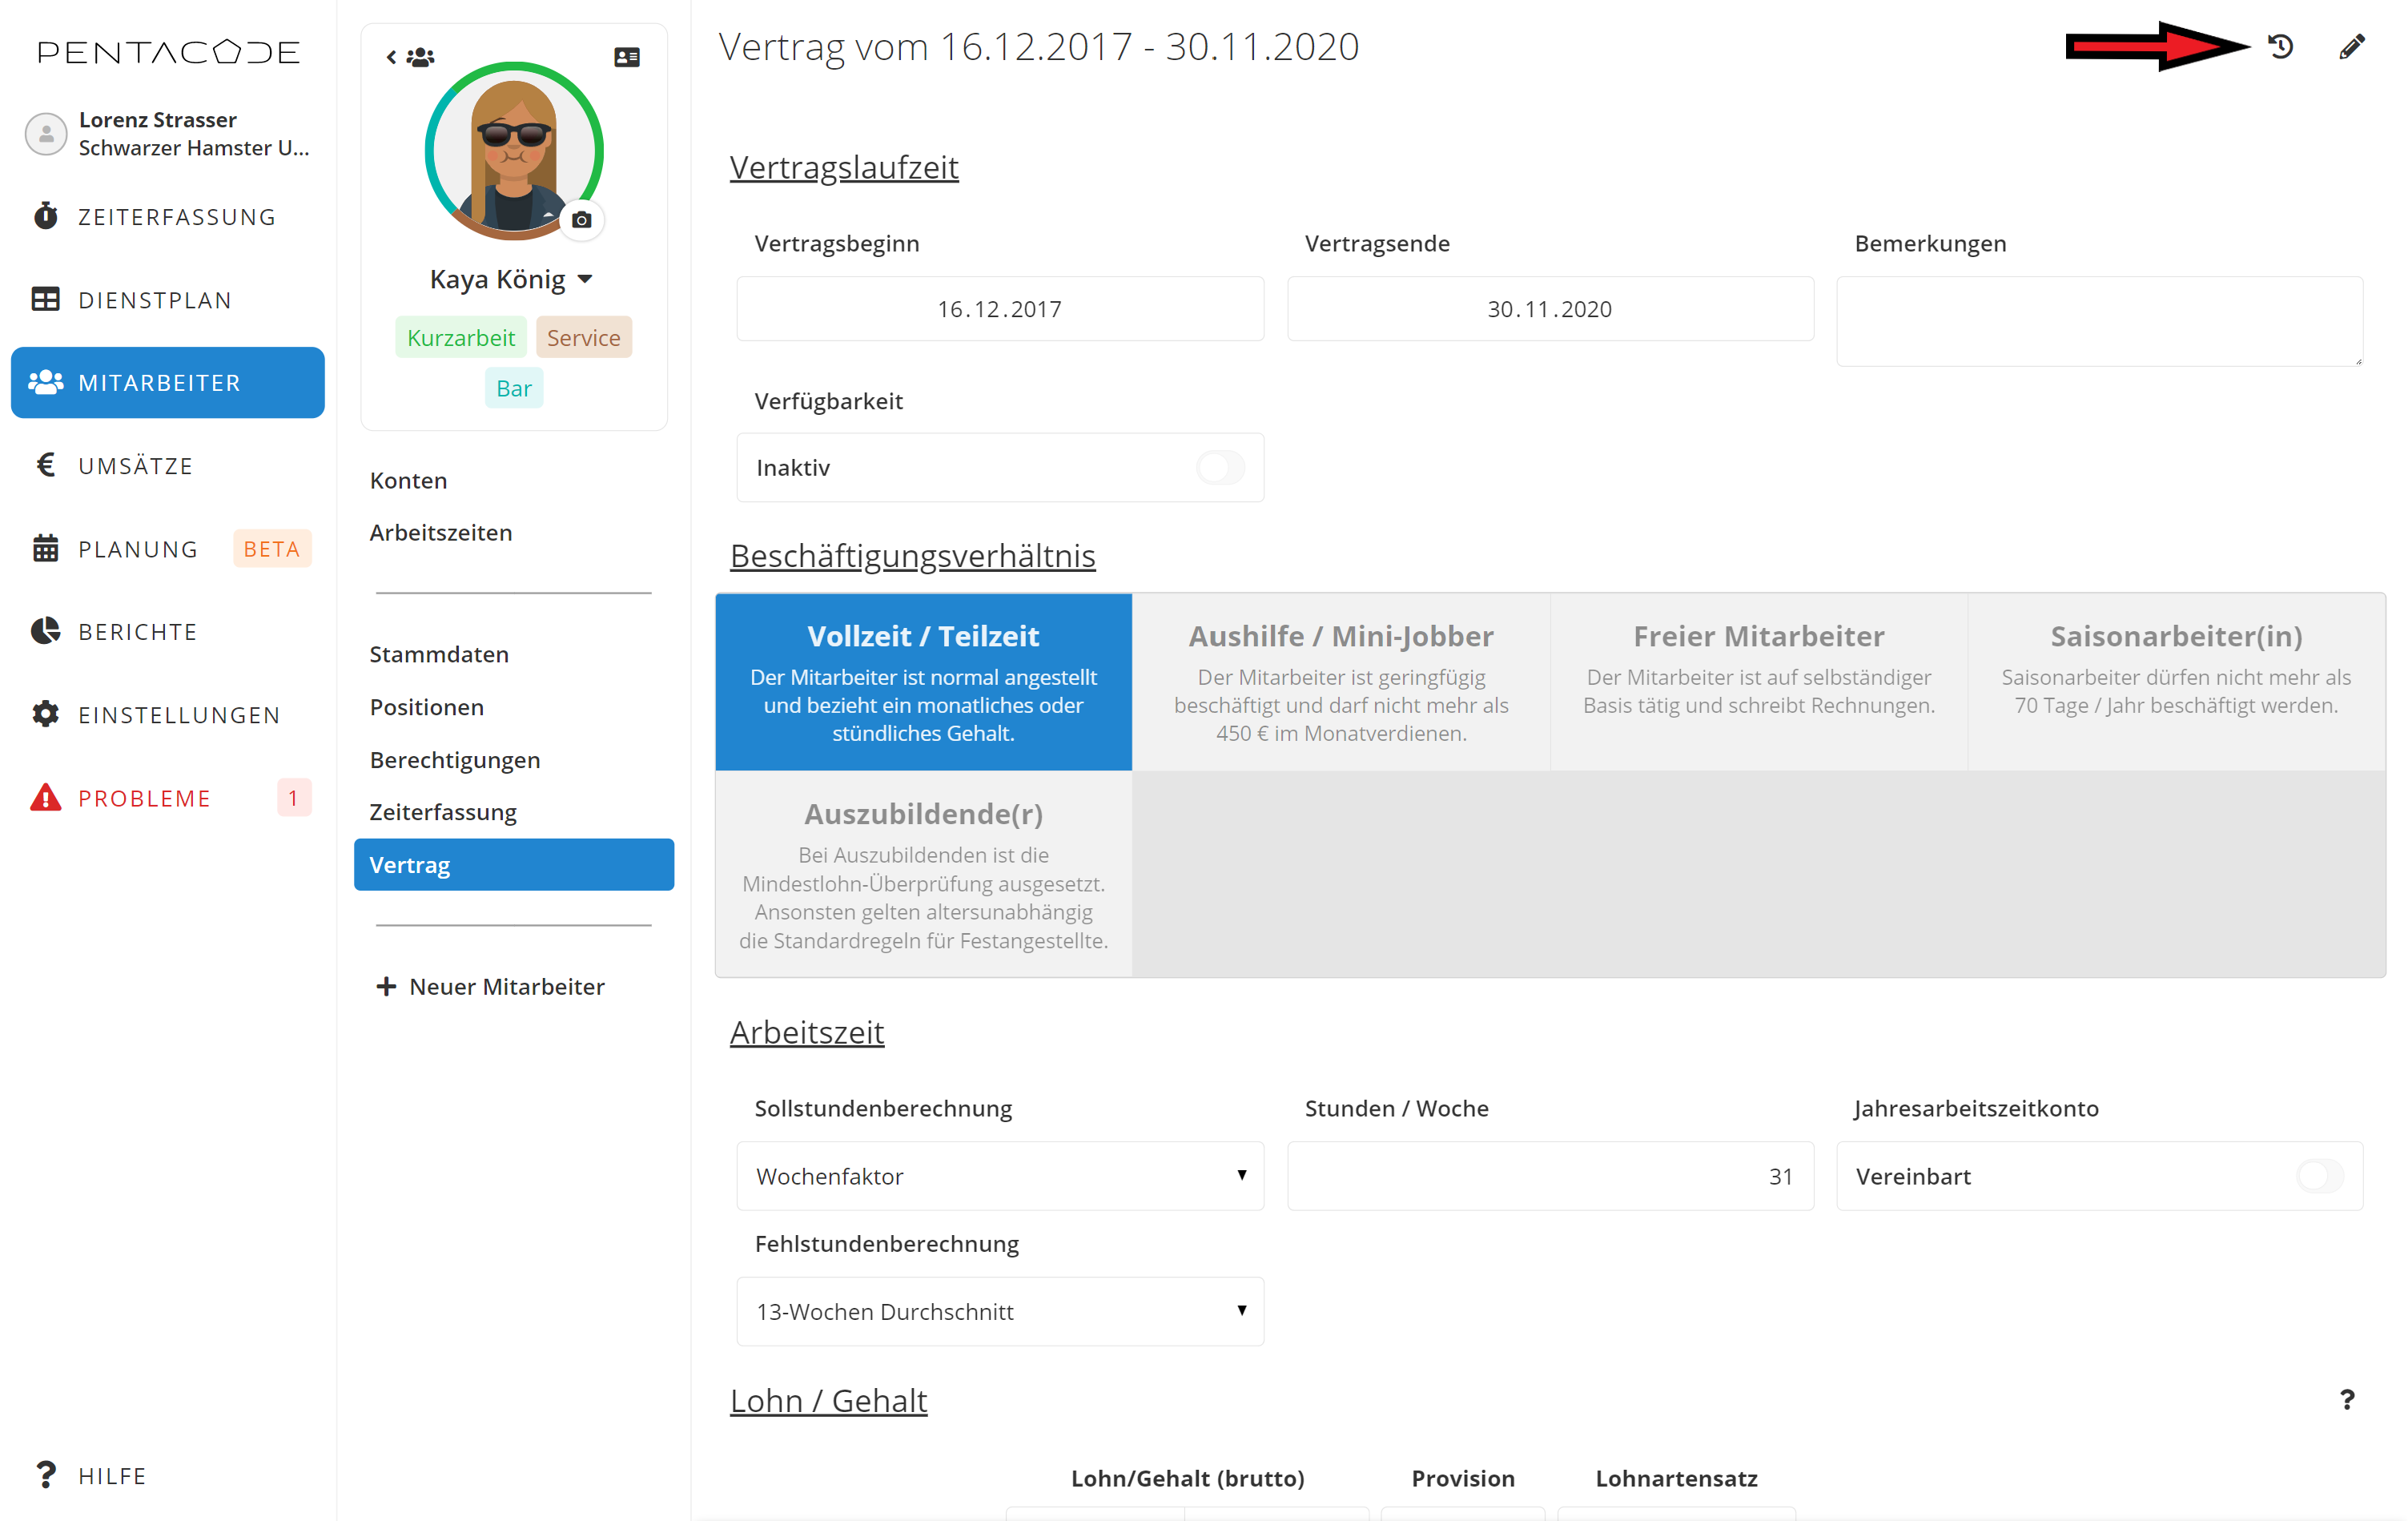 PENTACODE
Lorenz Strasser
Schwarzer Hamster U...
ZEITERFASSUNG
DIENSTPLAN
MITARBEITER
UMSÄTZE
PLANUNG BETA
BERICHTE
EINSTELLUNGEN
PROBLEME 1
HILFE
Kaya König
Kurzarbeit Service
Bar
Konten
Arbeitszeiten
Stammdaten
Positionen
Berechtigungen
Zeiterfassung
Vertrag
Neuer Mitarbeiter
Vertrag vom 16.12.2017 - 30.11.2020
Vertragslaufzeit
Vertragsbeginn Vertragsende Bemerkungen
16.12.2017 30.11.2020
Verfügbarkeit
Inaktiv
Beschäftigungsverhältnis
Vollzeit / Teilzeit
Der Mitarbeiter ist normal angestellt
und bezieht ein monatliches oder
stündliches Gehalt.
Aushilfe / Mini-Jobber
Der Mitarbeiter ist geringfügig
beschäftigt und darf nicht mehr als
450 € im Monatverdienen.
Freier Mitarbeiter
Der Mitarbeiter ist auf selbständiger
Basis tätig und schreibt Rechnungen.
Saisonarbeiter(in)
Saisonarbeiter dürfen nicht mehr als
70 Tage / Jahr beschäftigt werden.
Auszubildende(r)
Bei Auszubildenden ist die
Mindestlohn-Überprüfung ausgesetzt.
Ansonsten gelten altersunabhängig
die Standardregeln für Festangestellte.
Arbeitszeit
Sollstundenberechnung Stunden / Woche Jahresarbeitszeitkonto
Wochenfaktor 31 Vereinbart
Fehlstundenberechnung
13-Wochen Durchschnitt
Lohn / Gehalt ?
Lohn/Gehalt (brutto) Provision Lohnartensatz